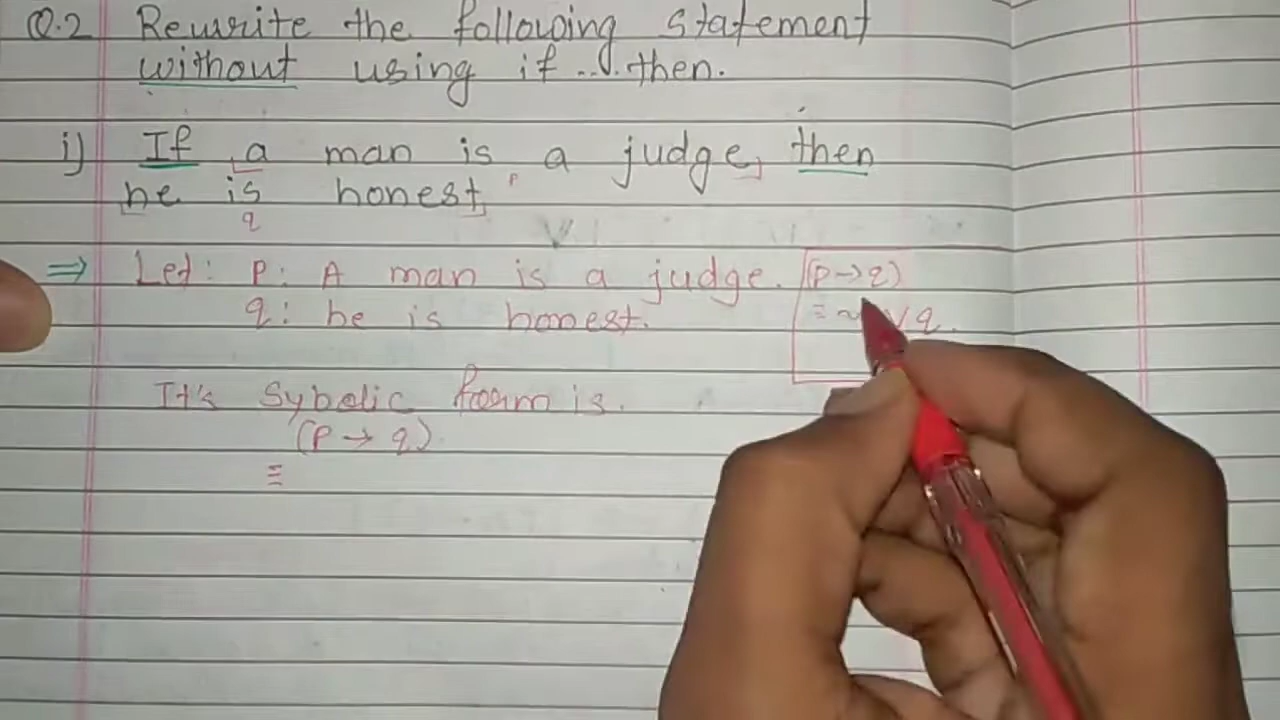 Q.2 Rewrite the following statement
without using if ... then.
i) If a man is a judge, then
he is honest.
p
q
⇒ Let: P: A man is a judge. (p → q)
q: he is honest. ≡ ~ ∨ q.
It's Sybolic form is.
(P → q)
≡